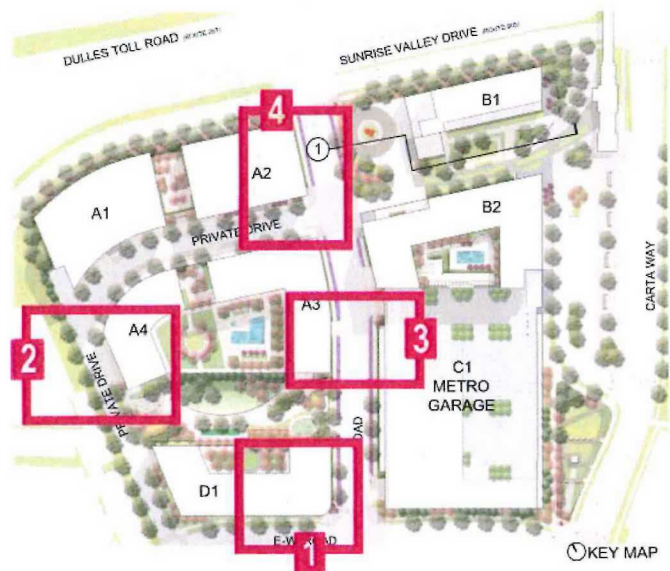 DULLES TOLL ROAD
SUNRISE VALLEY DRIVE
B1
4
1
A2
A1
B2
PRIVATE DRIVE
CARTA WAY
A3
A4
2
3
C1
METRO
GARAGE
PRIVATE DRIVE
OAD
D1
E-W ROAD
1
KEY MAP